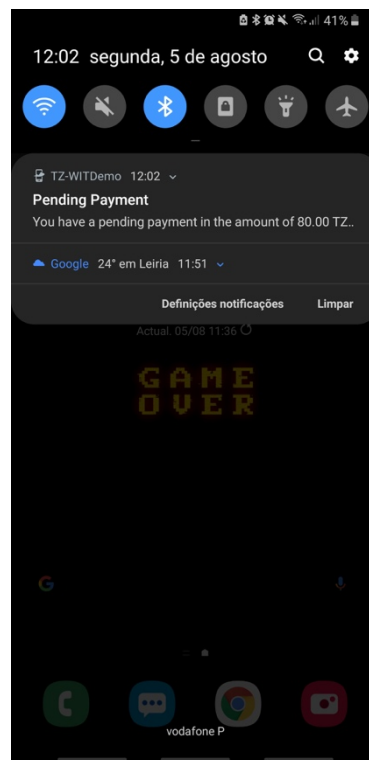 41%
12:02 segunda, 5 de agosto
TZ-WITDemo 12:02
Pending Payment
You have a pending payment in the amount of 80.00 TZ..
Google 24° em Leiria 11:51
Definições notificações Limpar
Actual. 05/08 11:36
GAME
OVER
G
vodafone P